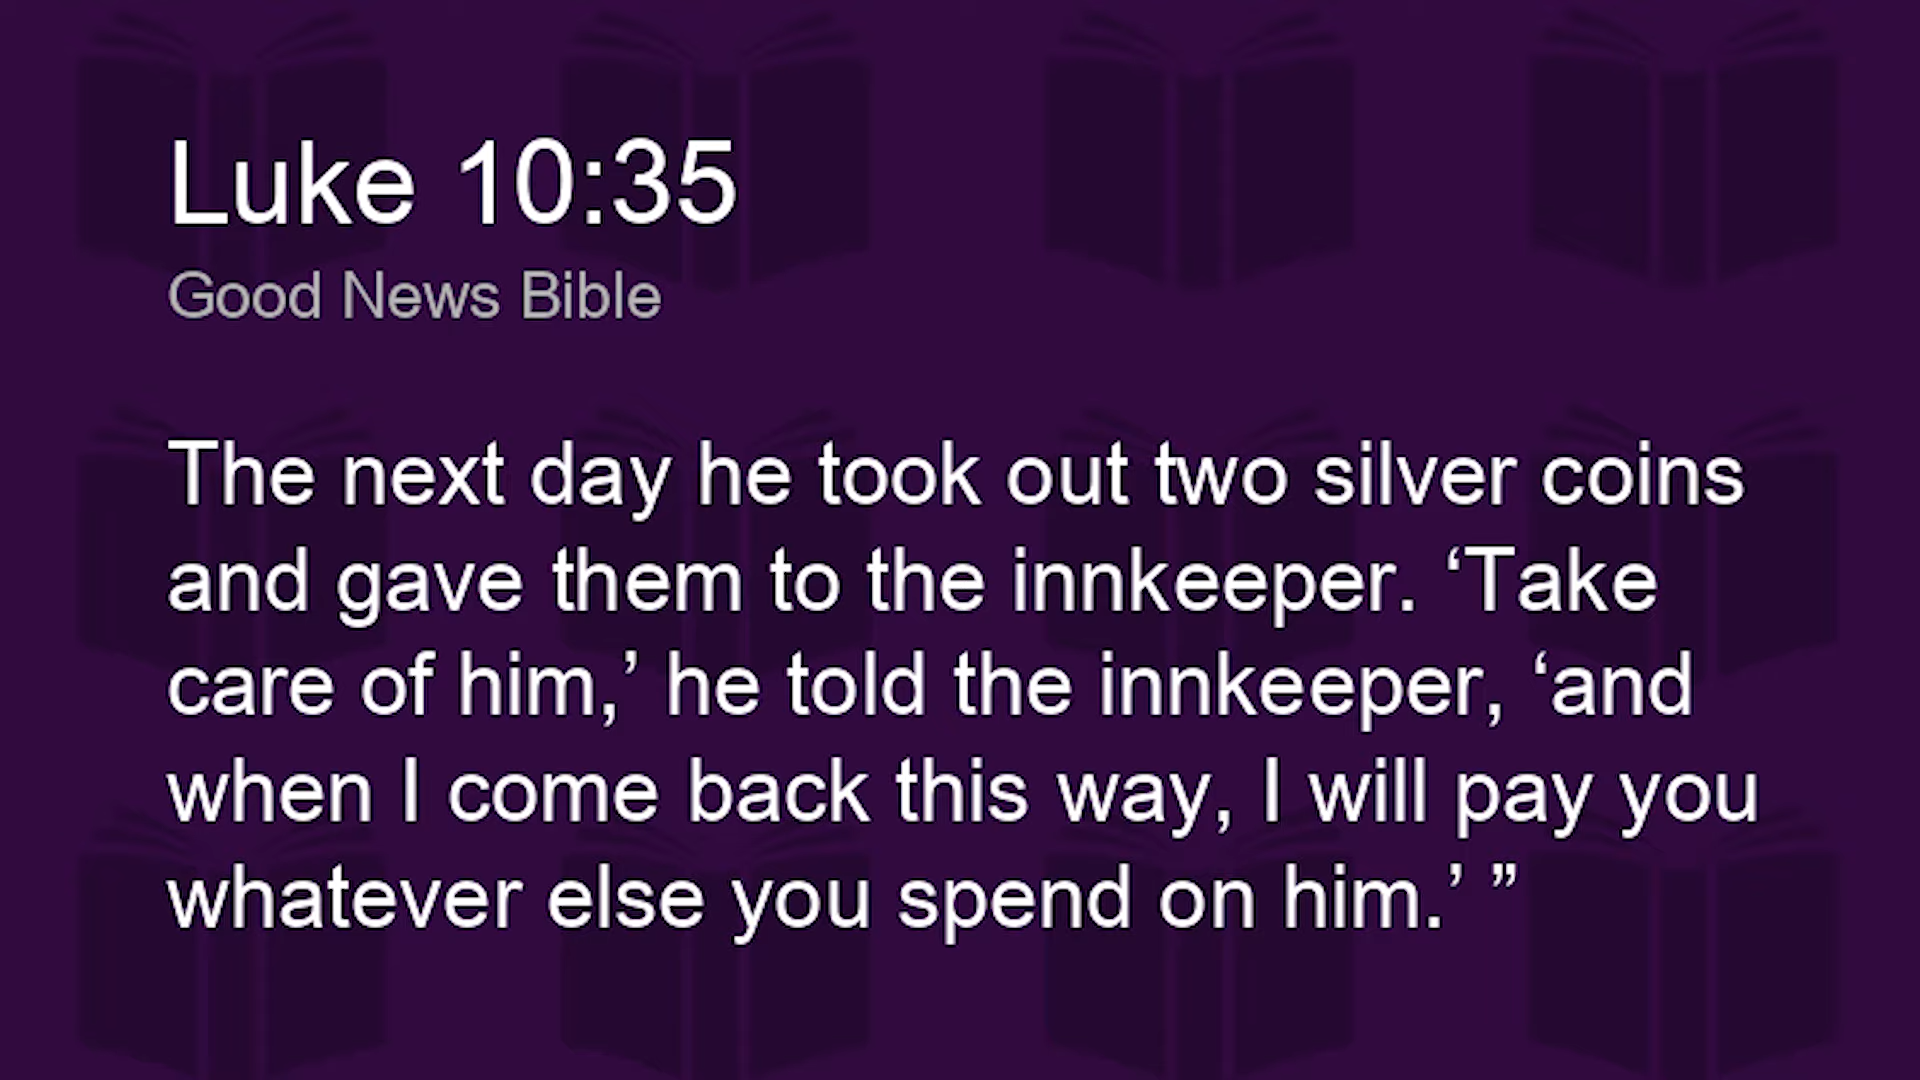 Luke 10:35
Good News Bible
The next day he took out two silver coins
and gave them to the innkeeper. ‘Take
care of him,’ he told the innkeeper, ‘and
when I come back this way, I will pay you
whatever else you spend on him.’ ”